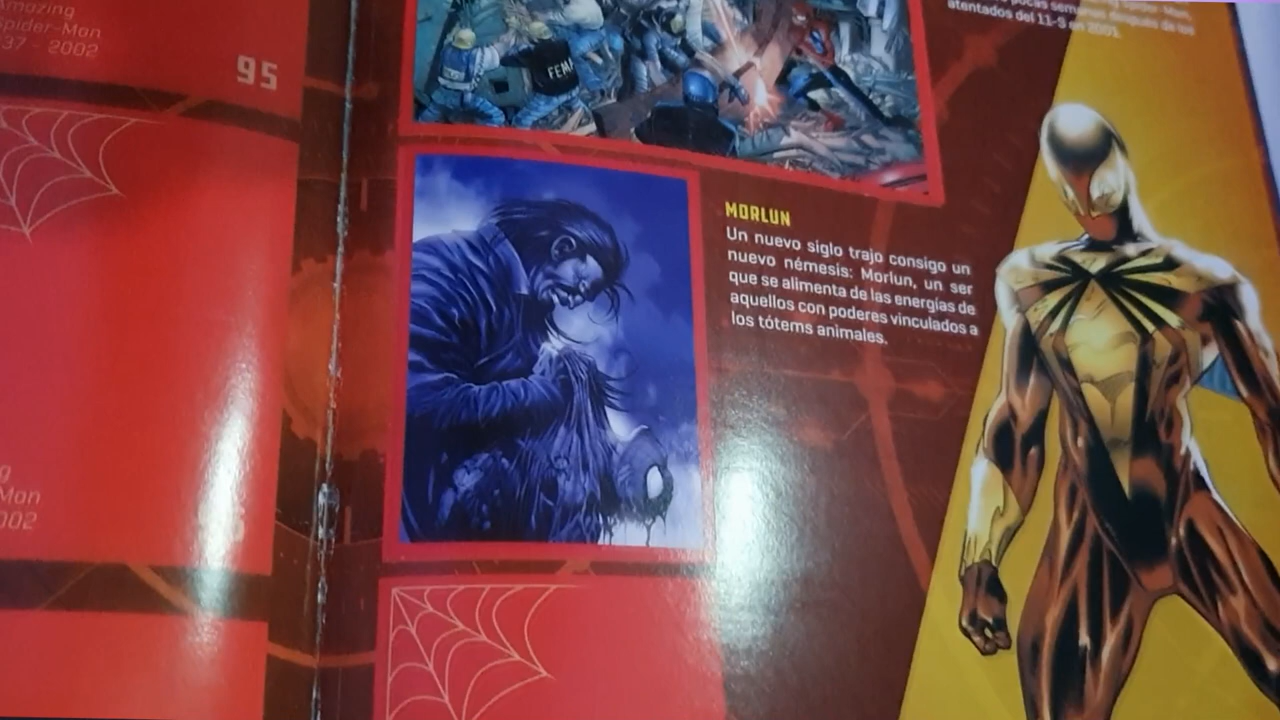 Amazing
Spider-Man
37 - 2002
95
Man
002
FEMA
atentados del 11-S en 2001.
MORLUN
Un nuevo siglo trajo consigo un
nuevo némesis: Morlun, un ser
que se alimenta de las energías de
aquellos con poderes vinculados a
los tótems animales.